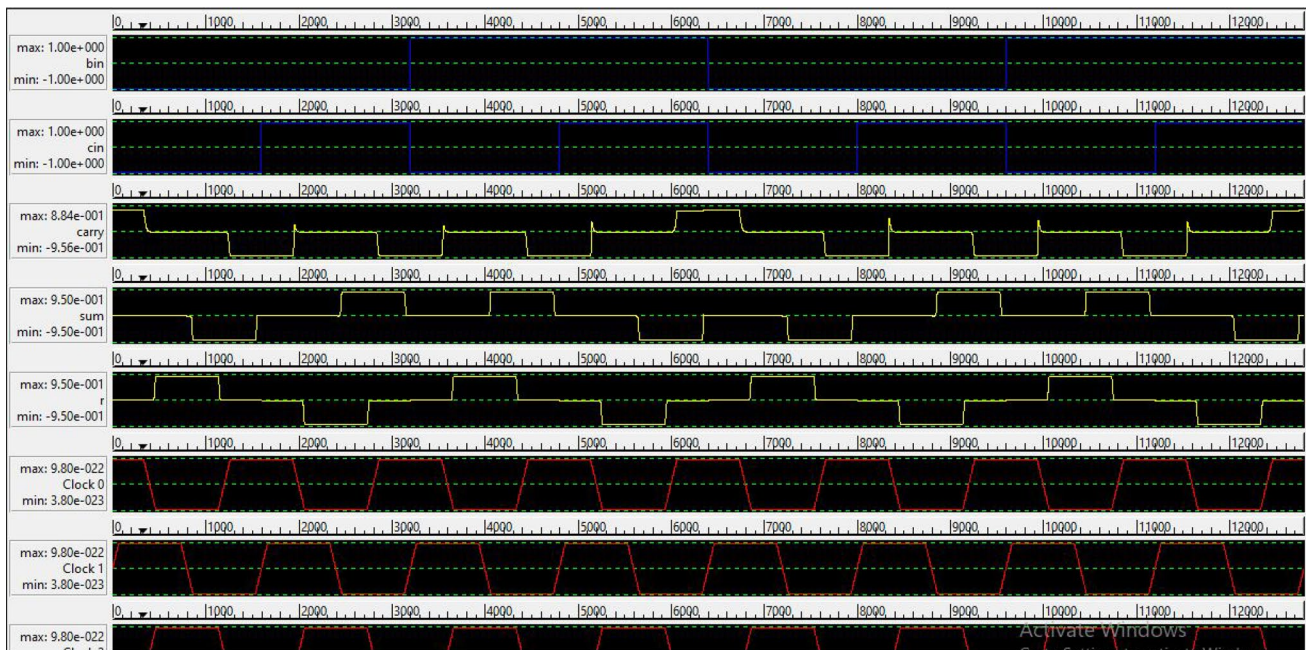 0 1000 2000 3000 4000 5000 6000 7000 8000 9000 10000 11000 12000
max: 1.00e+000
bin
min: -1.00e+000
0 1000 2000 3000 4000 5000 6000 7000 8000 9000 10000 11000 12000
max: 1.00e+000
cin
min: -1.00e+000
0 1000 2000 3000 4000 5000 6000 7000 8000 9000 10000 11000 12000
max: 8.84e-001
carry
min: -9.56e-001
0 1000 2000 3000 4000 5000 6000 7000 8000 9000 10000 11000 12000
max: 9.50e-001
sum
min: -9.50e-001
0 1000 2000 3000 4000 5000 6000 7000 8000 9000 10000 11000 12000
max: 9.50e-001
r
min: -9.50e-001
0 1000 2000 3000 4000 5000 6000 7000 8000 9000 10000 11000 12000
max: 9.80e-022
Clock 0
min: 3.80e-023
0 1000 2000 3000 4000 5000 6000 7000 8000 9000 10000 11000 12000
max: 9.80e-022
Clock 1
min: 3.80e-023
0 1000 2000 3000 4000 5000 6000 7000 8000 9000 10000 11000 12000
max: 9.80e-022
Activate Windows